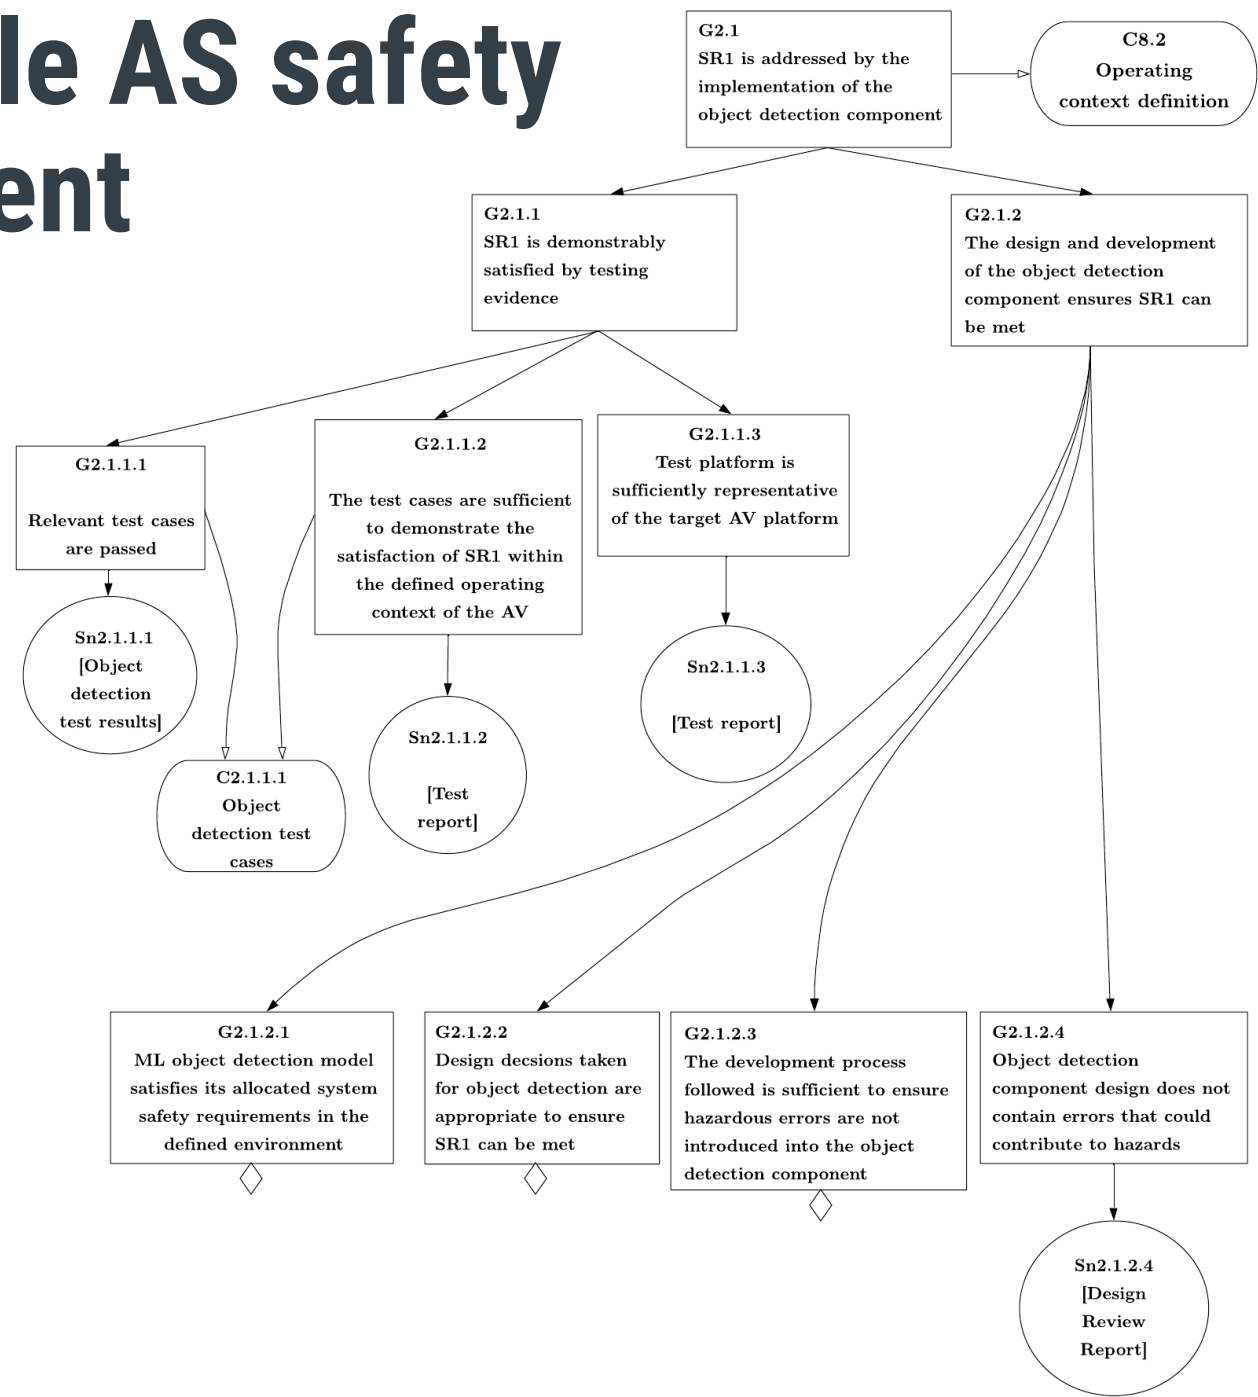 le AS safety
ent
G2.1
SR1 is addressed by the
implementation of the
object detection component
C8.2
Operating
context definition
G2.1.1
SR1 is demonstrably
satisfied by testing
evidence
G2.1.2
The design and development
of the object detection
component ensures SR1 can
be met
G2.1.1.1
Relevant test cases
are passed
G2.1.1.2
The test cases are sufficient
to demonstrate the
satisfaction of SR1 within
the defined operating
context of the AV
G2.1.1.3
Test platform is
sufficiently representative
of the target AV platform
Sn2.1.1.1
[Object
detection
test results]
C2.1.1.1
Object
detection test
cases
Sn2.1.1.2
[Test
report]
Sn2.1.1.3
[Test report]
G2.1.2.1
ML object detection model
satisfies its allocated system
safety requirements in the
defined environment
G2.1.2.2
Design decsions taken
for object detection are
appropriate to ensure
SR1 can be met
G2.1.2.3
The development process
followed is sufficient to ensure
hazardous errors are not
introduced into the object
detection component
G2.1.2.4
Object detection
component design does not
contain errors that could
contribute to hazards
Sn2.1.2.4
[Design
Review
Report]